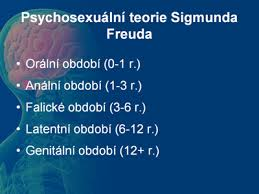 Psychosexuální teorie Sigmunda
Freuda
• Orální období (0-1 r.)
• Anální období (1-3 r.)
• Falické období (3-6 r.)
• Latentní období (6-12 r.)
• Genitální období (12+ r.)